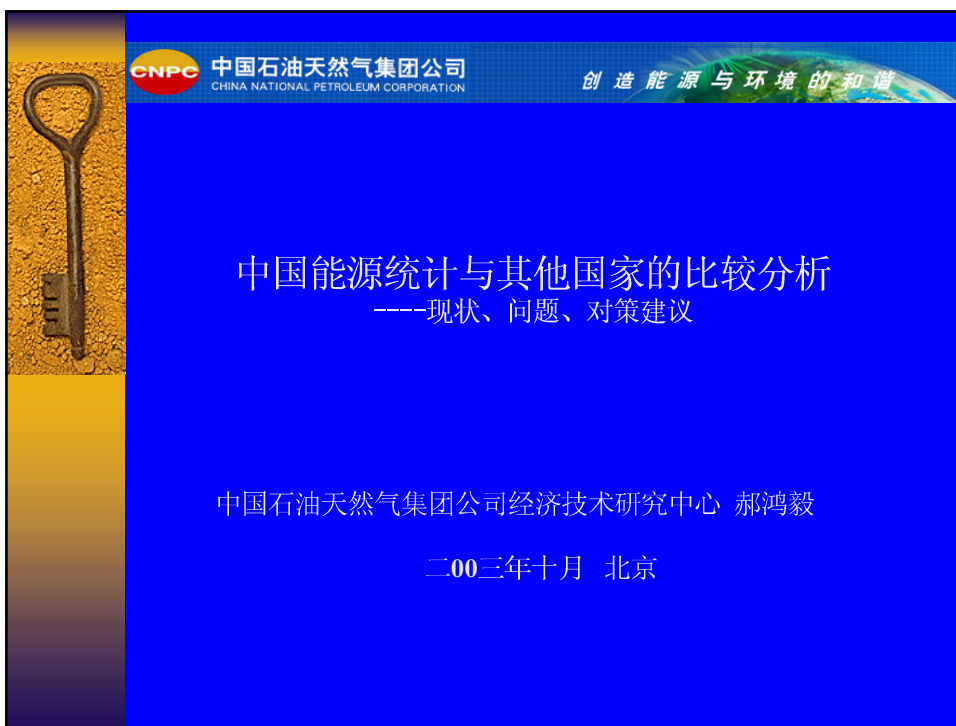 CNPC
中国石油天然气集团公司
CHINA NATIONAL PETROLEUM CORPORATION
创造能源与环境的和谐
中国能源统计与其他国家的比较分析
----现状、问题、对策建议
中国石油天然气集团公司经济技术研究中心 郝鸿毅
二00三年十月 北京